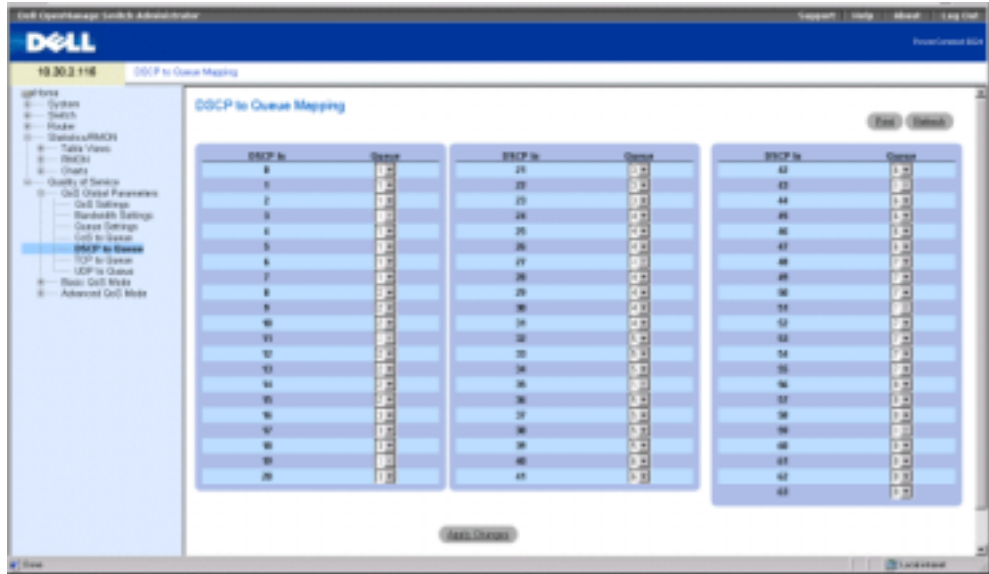 Dell OpenManage Switch Administrator
Support Help About Log Out
DELL
PowerConnect 6024
10.30.2.116
DSCP to Queue Mapping
Home
System
Switch
Router
Statistics/RMON
Table Views
RMON
Charts
Quality of Service
QoS Global Parameters
QoS Settings
Bandwidth Settings
Queue Settings
CoS to Queue
DSCP to Queue
TCP to Queue
UDP to Queue
Basic QoS Mode
Advanced QoS Mode
DSCP to Queue Mapping
Print Refresh
DSCP In Queue
0
1
2
3
4
5
6
7
8
9
10
11
12
13
14
15
16
17
18
19
20
DSCP In Queue
21
22
23
24
25
26
27
28
29
30
31
32
33
34
35
36
37
38
39
40
41
DSCP In Queue
42
43
44
45
46
47
48
49
50
51
52
53
54
55
56
57
58
59
60
61
62
63
Apply Changes
Done
Local intranet